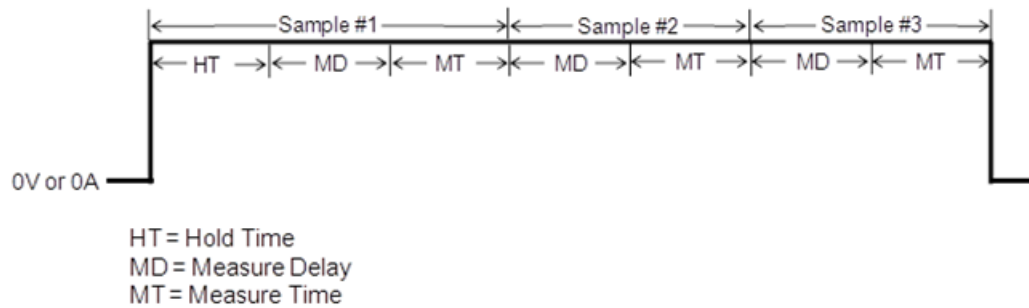 Sample #1 Sample #2 Sample #3
HT MD MT MD MT MD MT
0V or 0A
HT = Hold Time
MD = Measure Delay
MT = Measure Time